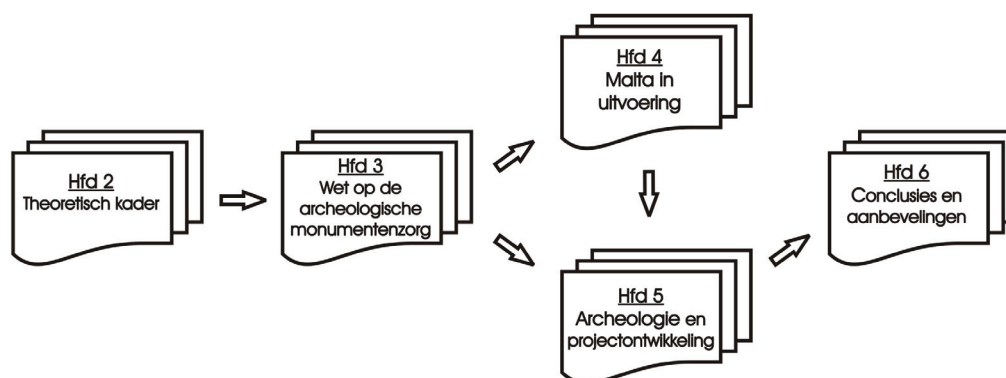 Hfd 2
Theoretisch kader
Hfd 3
Wet op de
archeologische
monumentenzorg
Hfd 4
Malta in
uitvoering
Hfd 5
Archeologie en
projectontwikkeling
Hfd 6
Conclusies en
aanbevelingen